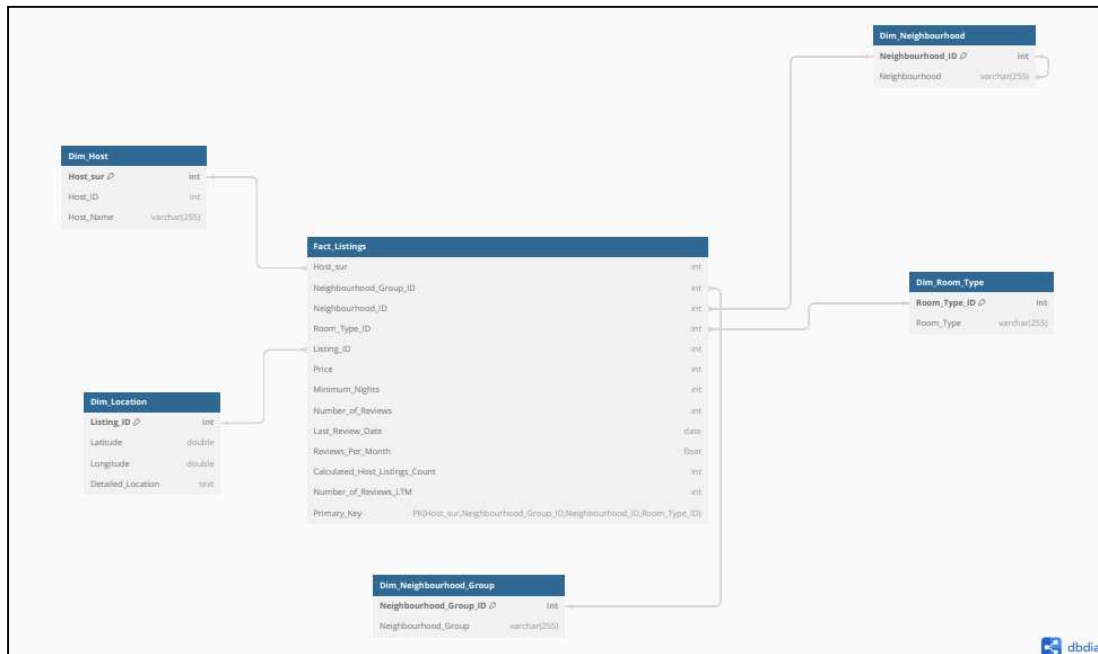 Dim_Neighbourhood
Neighbourhood_ID int
Neighbourhood varchar(255)
Dim_Host
Host_sur int
Host_ID int
Host_Name varchar(255)
Fact_Listings
Host_sur int
Neighbourhood_Group_ID int
Neighbourhood_ID int
Room_Type_ID int
Listing_ID int
Price int
Minimum_Nights int
Number_of_Reviews int
Last_Review_Date date
Reviews_Per_Month float
Calculated_Host_Listings_Count int
Number_of_Reviews_LTM int
Primary_Key PK(Host_sur,Neighbourhood_Group_ID,Neighbourhood_ID,Room_Type_ID)
Dim_Room_Type
Room_Type_ID int
Room_Type varchar(255)
Dim_Location
Listing_ID int
Latitude double
Longitude double
Detailed_Location text
Dim_Neighbourhood_Group
Neighbourhood_Group_ID int
Neighbourhood_Group varchar(255)
dbdia